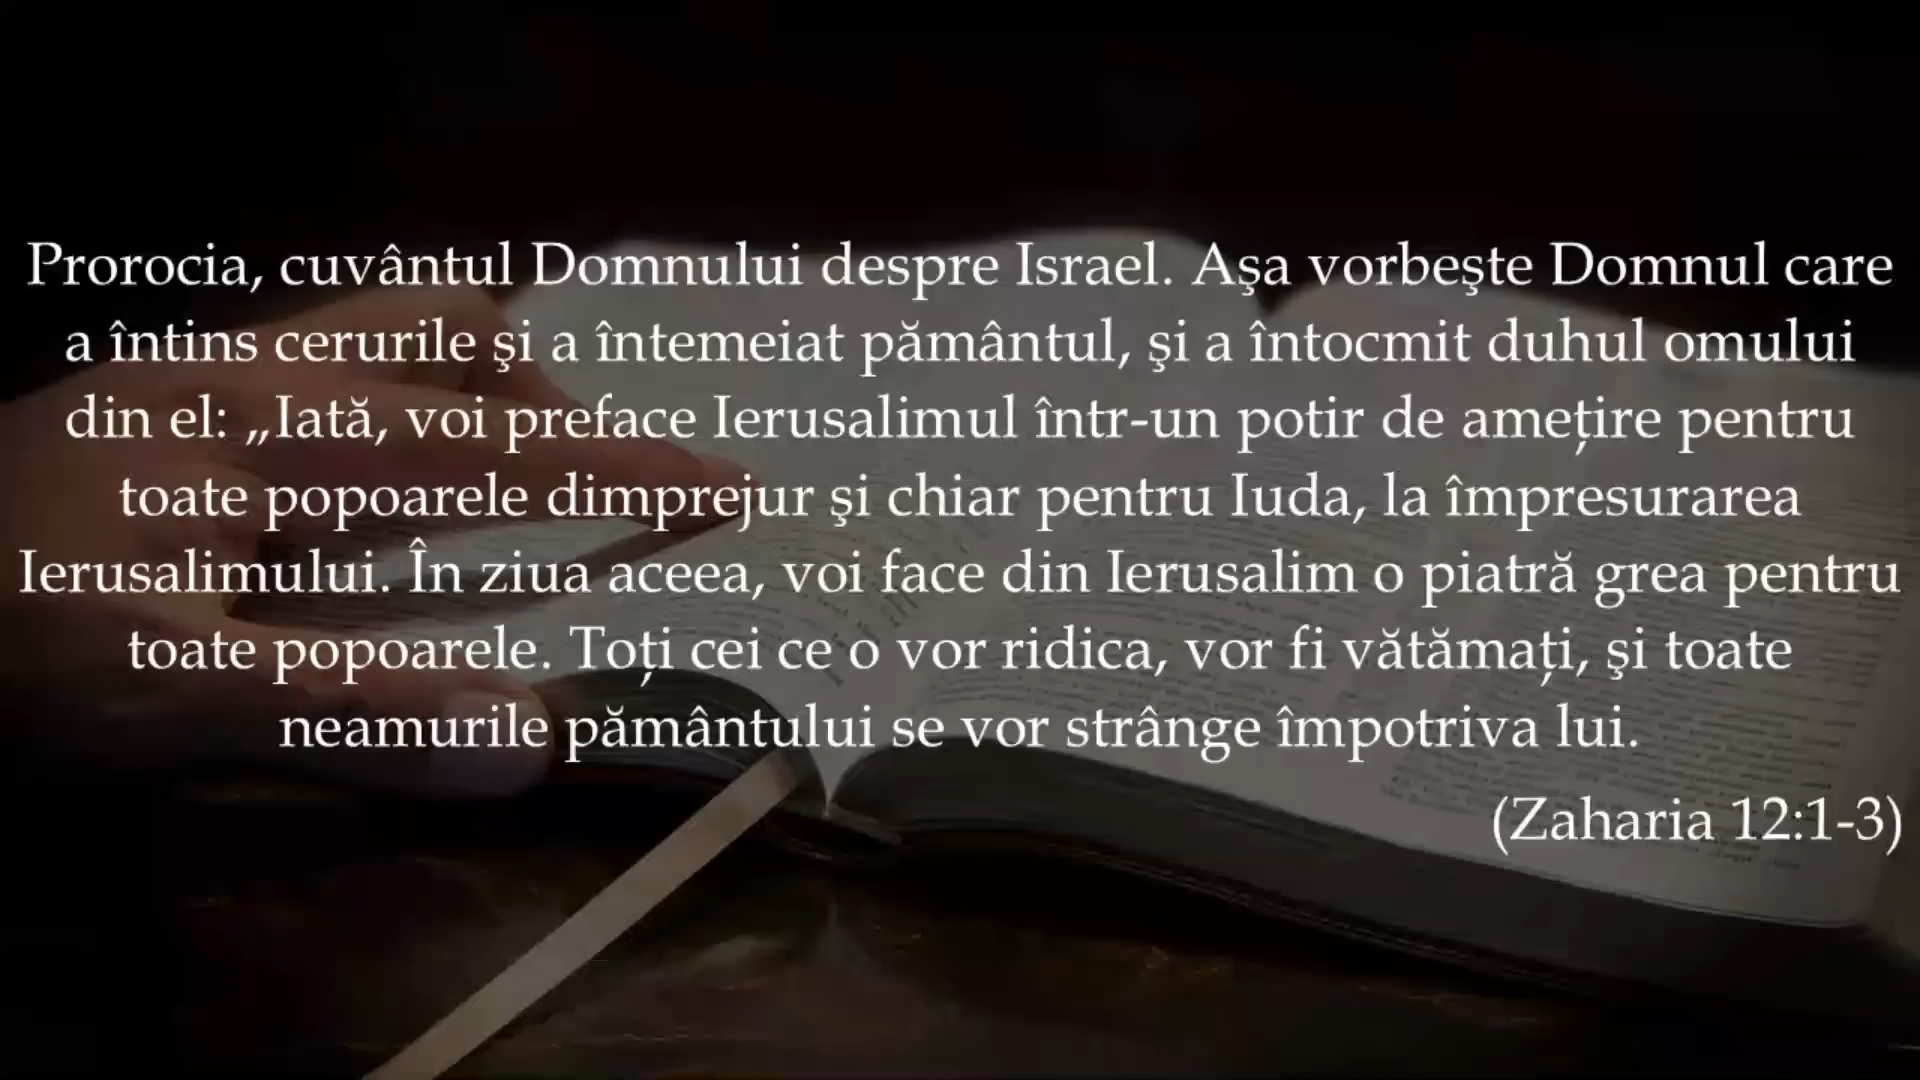 Prorocia, cuvântul Domnului despre Israel. Aşa vorbeşte Domnul care
a întins cerurile şi a întemeiat pământul, şi a întocmit duhul omului
din el: „Iată, voi preface Ierusalimul într-un potir de amețire pentru
toate popoarele dimprejur şi chiar pentru Iuda, la împresurarea
Ierusalimului. În ziua aceea, voi face din Ierusalim o piatră grea pentru
toate popoarele. Toți cei ce o vor ridica, vor fi vătămați, şi toate
neamurile pământului se vor strânge împotriva lui.
(Zaharia 12:1-3)